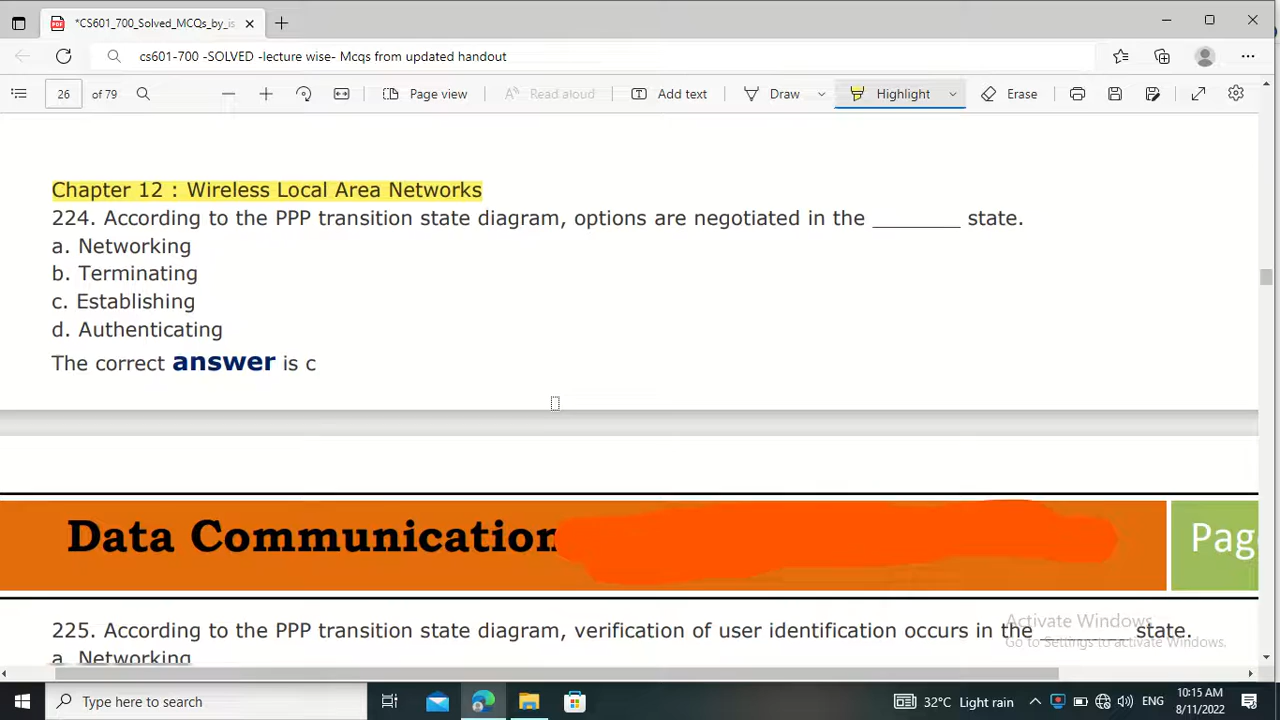 *CS601_700_Solved_MCQs_by_is
cs601-700 -SOLVED -lecture wise- Mcqs from updated handout
26 of 79 Page view Read aloud Add text Draw Highlight Erase
Chapter 12 : Wireless Local Area Networks
224. According to the PPP transition state diagram, options are negotiated in the ________ state.
a. Networking
b. Terminating
c. Establishing
d. Authenticating
The correct answer is c
Data Communication
Page
225. According to the PPP transition state diagram, verification of user identification occurs in the ________ state.
a. Networking
Activate Windows
Go to Settings to activate Windows.
Type here to search
32°C Light rain
ENG
10:15 AM
8/11/2022